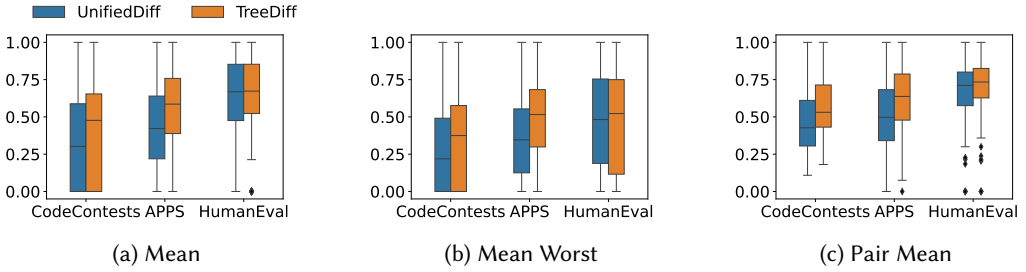 UnifiedDiff TreeDiff
1.00
0.75
0.50
0.25
0.00
CodeContests APPS HumanEval
(a) Mean
1.00
0.75
0.50
0.25
0.00
CodeContests APPS HumanEval
(b) Mean Worst
1.00
0.75
0.50
0.25
0.00
CodeContests APPS HumanEval
(c) Pair Mean